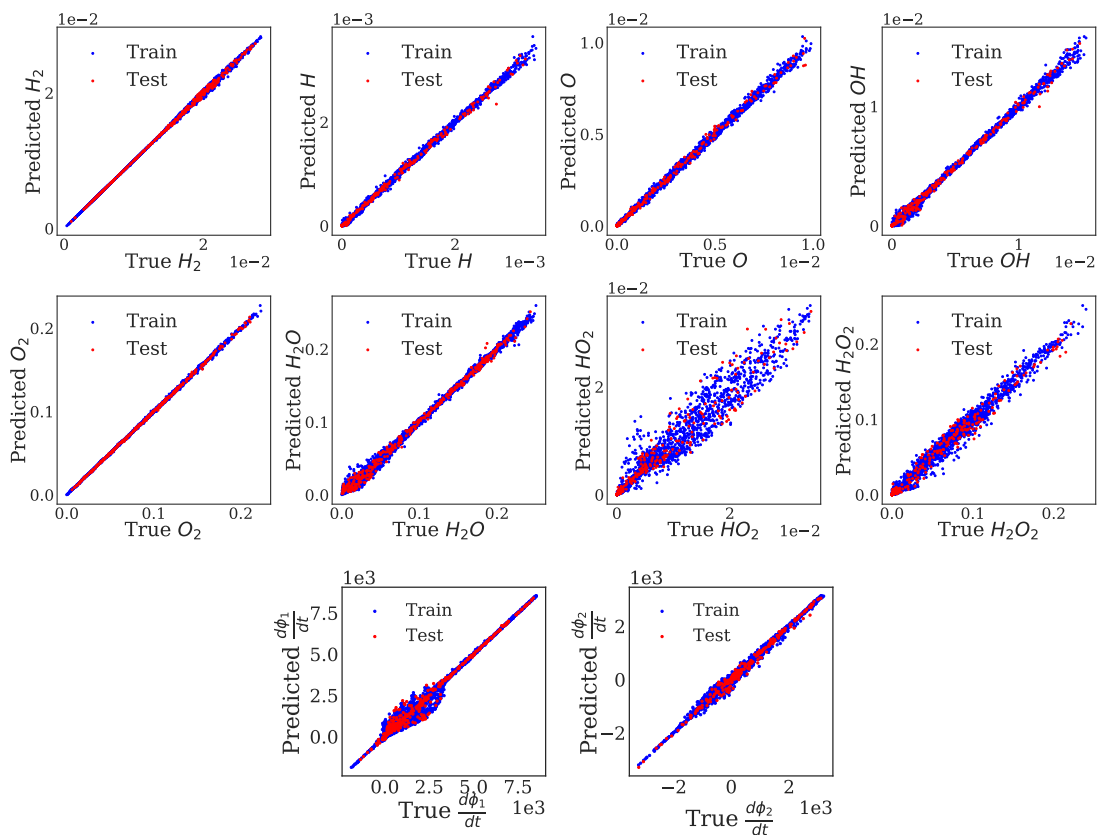 1e−2
Predicted H₂
2
0
Train
Test
0
2
True H₂
1e−2
1e−3
Predicted H
2
0
Train
Test
0
2
True H
1e−3
1e−2
Predicted O
1.0
0.5
0.0
Train
Test
0.0
0.5
1.0
True O
1e−2
1e−2
Predicted OH
1
0
Train
Test
0
1
True OH
1e−2
Predicted O₂
0.2
0.1
0.0
Train
Test
0.0
0.1
0.2
True O₂
Predicted H₂O
0.2
0.1
0.0
Train
Test
0.0
0.1
0.2
True H₂O
1e−2
Predicted HO₂
2
0
Train
Test
0
2
True HO₂
1e−2
Predicted H₂O₂
0.2
0.1
0.0
Train
Test
0.0
0.1
0.2
True H₂O₂
1e3
Predicted dϕ₁/dt
7.5
5.0
2.5
0.0
Train
Test
0.0
2.5
5.0
7.5
True dϕ₁/dt
1e3
1e3
Predicted dϕ₂/dt
2
0
−2
Train
Test
−2
0
2
True dϕ₂/dt
1e3